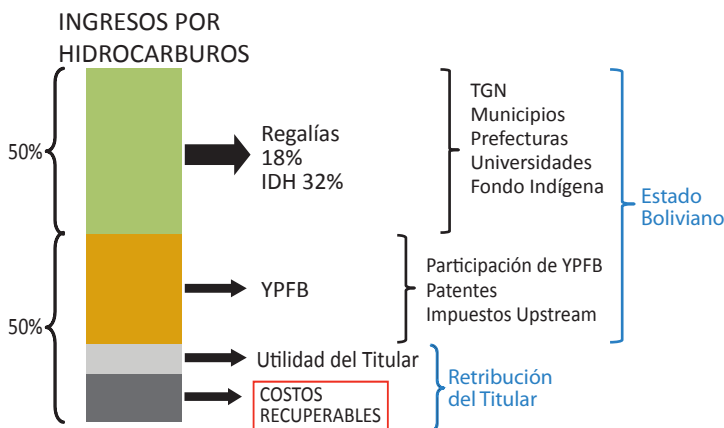 INGRESOS POR
HIDROCARBUROS
50%
Regalías
18%
IDH 32%
TGN
Municipios
Prefecturas
Universidades
Fondo Indígena
Estado
Boliviano
50%
YPFB
Participación de YPFB
Patentes
Impuestos Upstream
Utilidad del Titular
COSTOS
RECUPERABLES
Retribución
del Titular